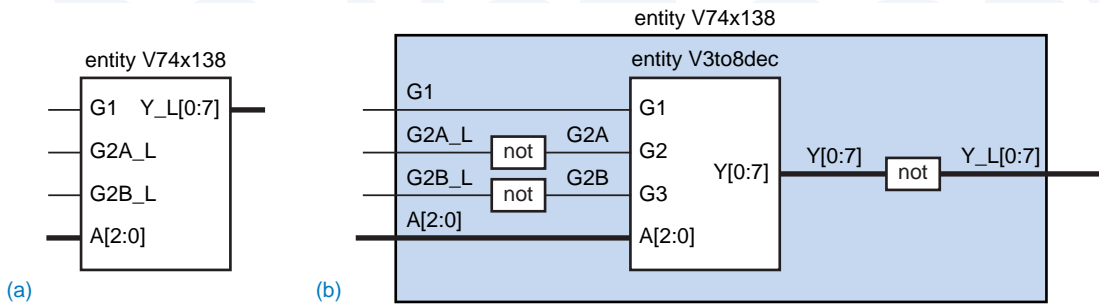 entity V74x138
G1 Y_L[0:7]
G2A_L
G2B_L
A[2:0]
(a)
entity V74x138
entity V3to8dec
G1
G2A_L
not
G2A
G2B_L
not
G2B
A[2:0]
G1
G2
G3
A[2:0]
Y[0:7]
Y[0:7]
not
Y_L[0:7]
(b)